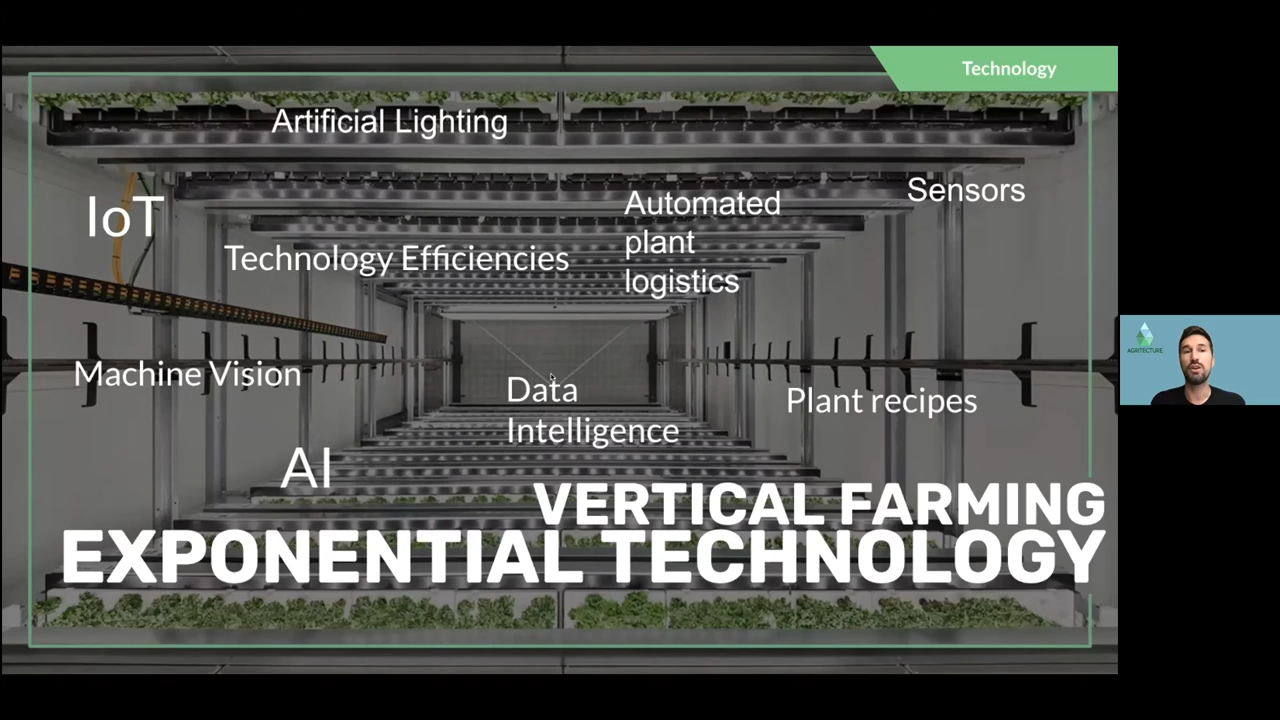 Technology
Artificial Lighting
IoT
Sensors
Automated
plant
logistics
Technology Efficiencies
Machine Vision
Data
Intelligence
Plant recipes
AI
VERTICAL FARMING
EXPONENTIAL TECHNOLOGY
AGRITECTURE